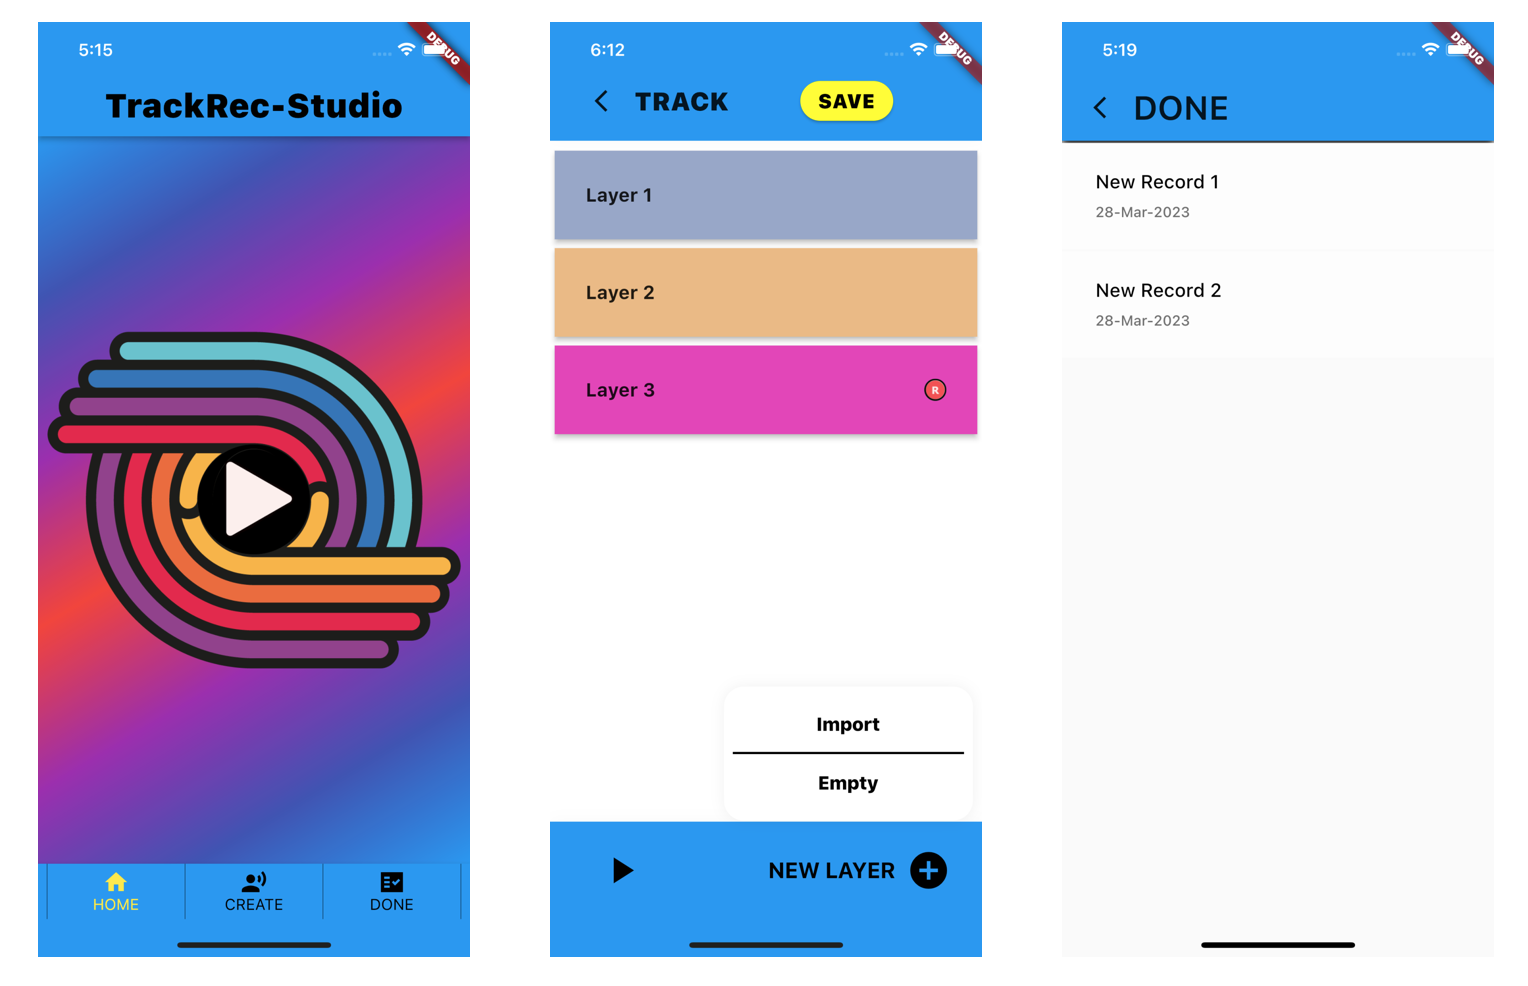 5:15
DEBUG
TrackRec-Studio
HOME
CREATE
DONE
6:12
DEBUG
TRACK
SAVE
Layer 1
Layer 2
Layer 3
R
Import
Empty
NEW LAYER
5:19
DEBUG
DONE
New Record 1
28-Mar-2023
New Record 2
28-Mar-2023